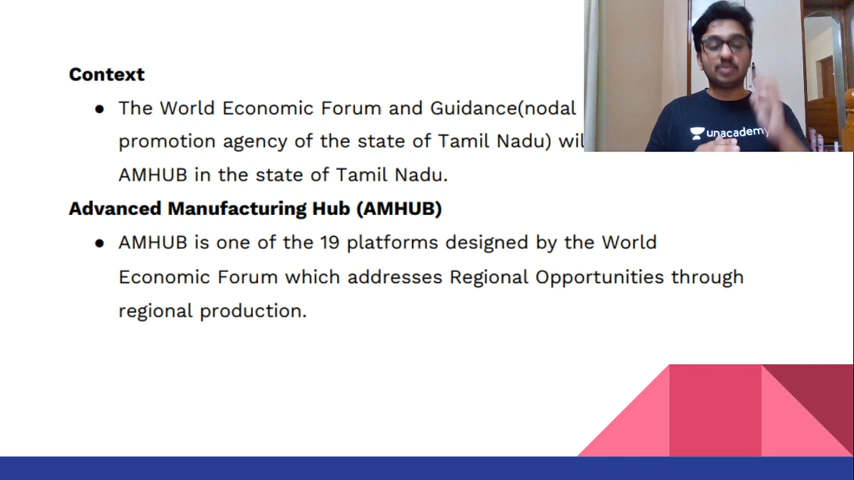 Context
● The World Economic Forum and Guidance(nodal
promotion agency of the state of Tamil Nadu)
AMHUB in the state of Tamil Nadu.
Advanced Manufacturing Hub (AMHUB)
● AMHUB is one of the 19 platforms designed by the World
Economic Forum which addresses Regional Opportunities through
regional production.
unacademy